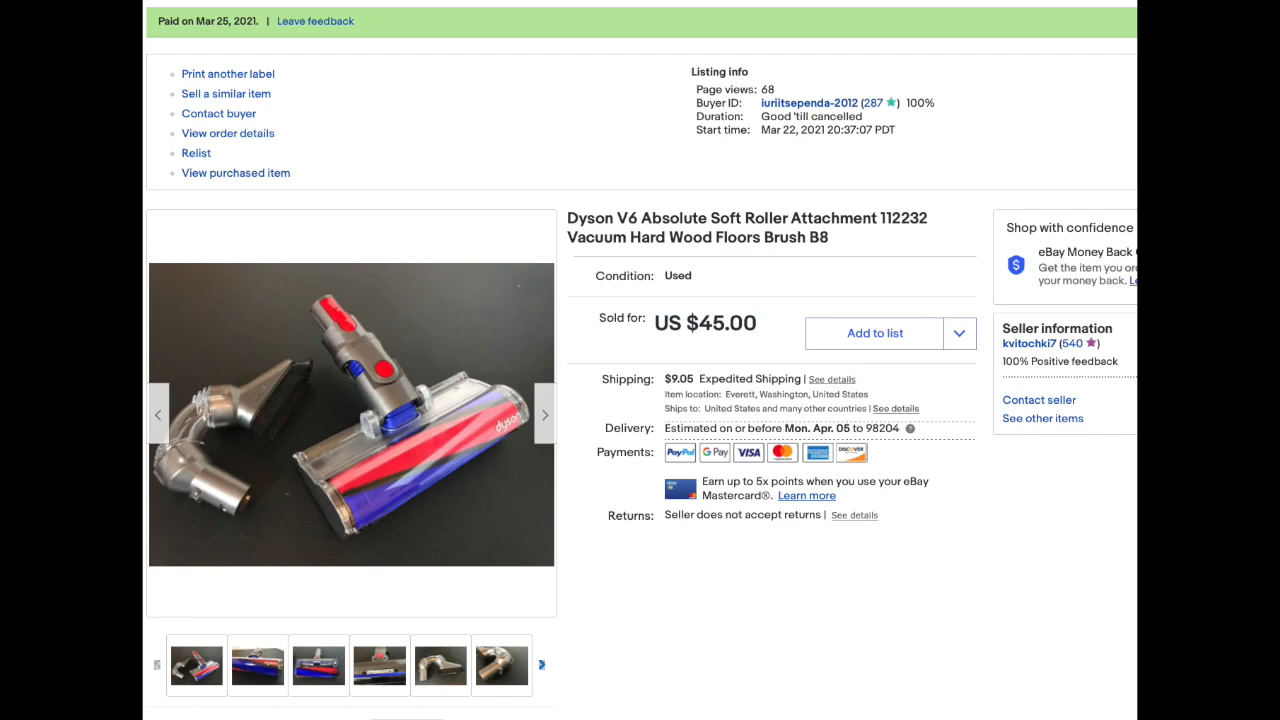 Paid on Mar 25, 2021. | Leave feedback
Print another label
Sell a similar item
Contact buyer
View order details
Relist
View purchased item
Listing info
Page views: 68
Buyer ID: iuriitsependa-2012 (287 ★) 100%
Duration: Good 'till cancelled
Start time: Mar 22, 2021 20:37:07 PDT
Dyson V6 Absolute Soft Roller Attachment 112232
Vacuum Hard Wood Floors Brush B8
Condition: Used
Sold for: US $45.00
Add to list
Shipping: $9.05 Expedited Shipping | See details
Item location: Everett, Washington, United States
Ships to: United States and many other countries | See details
Delivery: Estimated on or before Mon. Apr. 05 to 98204
Payments: PayPal G Pay VISA DISCOVER
Earn up to 5x points when you use your eBay
Mastercard®. Learn more
Returns: Seller does not accept returns | See details
Shop with confidence
eBay Money Back
Get the item you or
your money back. L
Seller information
kvitochki7 (540 ★)
100% Positive feedback
Contact seller
See other items
dyson